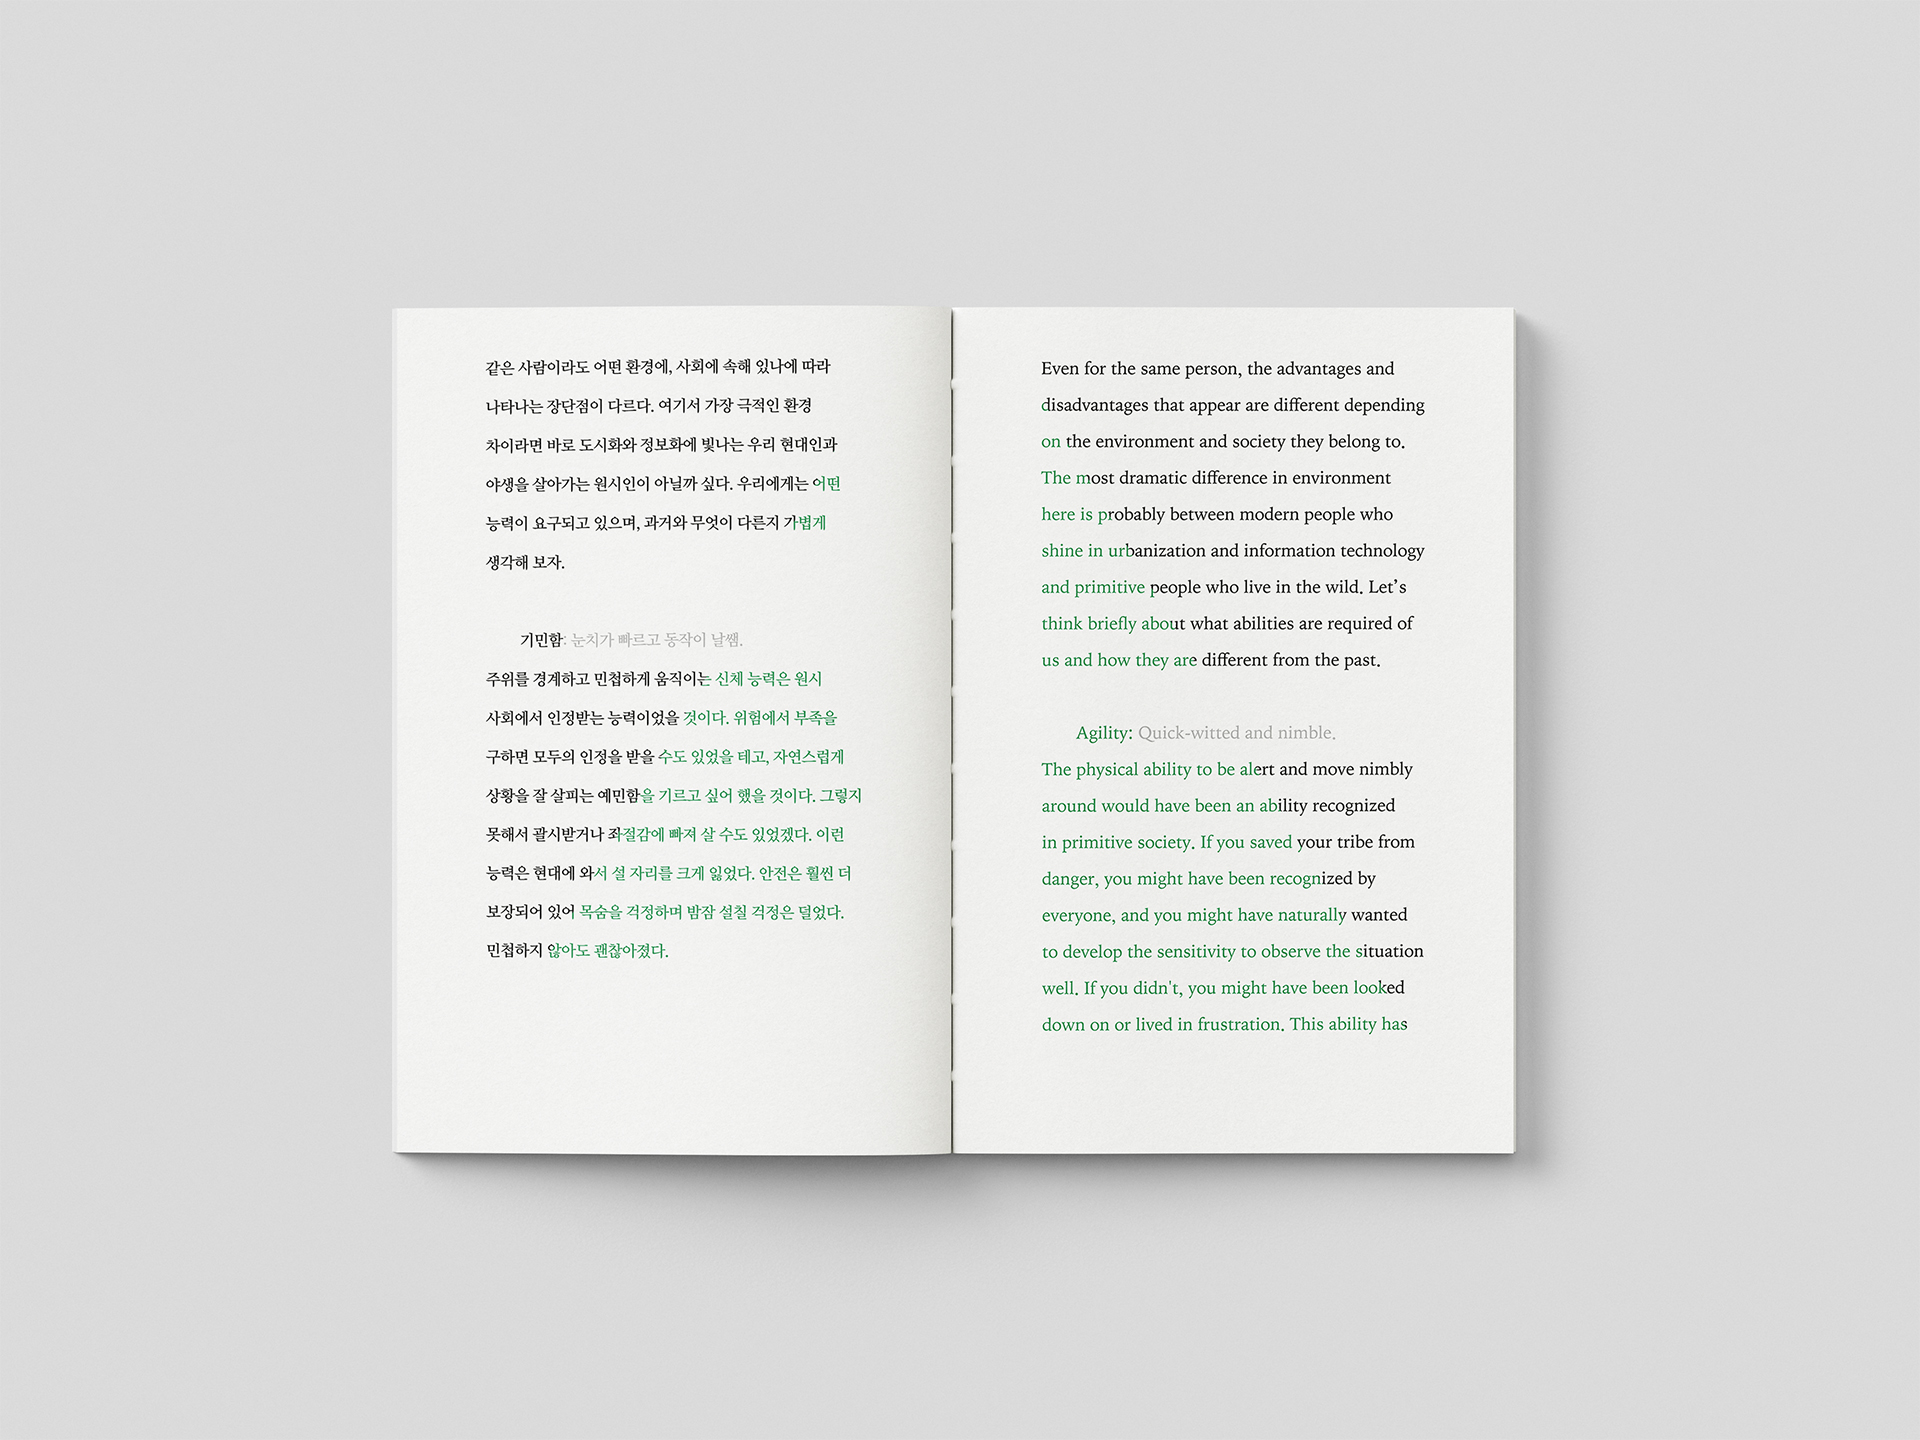 같은 사람이라도 어떤 환경에, 사회에 속해 있나에 따라
나타나는 장단점이 다르다. 여기서 가장 극적인 환경
차이라면 바로 도시화와 정보화에 빛나는 우리 현대인과
야생을 살아가는 원시인이 아닐까 싶다. 우리에게는 어떤
능력이 요구되고 있으며, 과거와 무엇이 다른지 가볍게
생각해 보자.
기민함: 눈치가 빠르고 동작이 날쌤.
주위를 경계하고 민첩하게 움직이는 신체 능력은 원시
사회에서 인정받는 능력이었을 것이다. 위험에서 부족을
구하면 모두의 인정을 받을 수도 있었을 테고, 자연스럽게
상황을 잘 살피는 예민함을 기르고 싶어 했을 것이다. 그렇지
못해서 괄시받거나 좌절감에 빠져 살 수도 있었겠다. 이런
능력은 현대에 와서 설 자리를 크게 잃었다. 안전은 훨씬 더
보장되어 있어 목숨을 걱정하며 밤잠 설칠 걱정은 덜었다.
민첩하지 않아도 괜찮아졌다.
Even for the same person, the advantages and
disadvantages that appear are different depending
on the environment and society they belong to.
The most dramatic difference in environment
here is probably between modern people who
shine in urbanization and information technology
and primitive people who live in the wild. Let’s
think briefly about what abilities are required of
us and how they are different from the past.
Agility: Quick-witted and nimble.
The physical ability to be alert and move nimbly
around would have been an ability recognized
in primitive society. If you saved your tribe from
danger, you might have been recognized by
everyone, and you might have naturally wanted
to develop the sensitivity to observe the situation
well. If you didn't, you might have been looked
down on or lived in frustration. This ability has